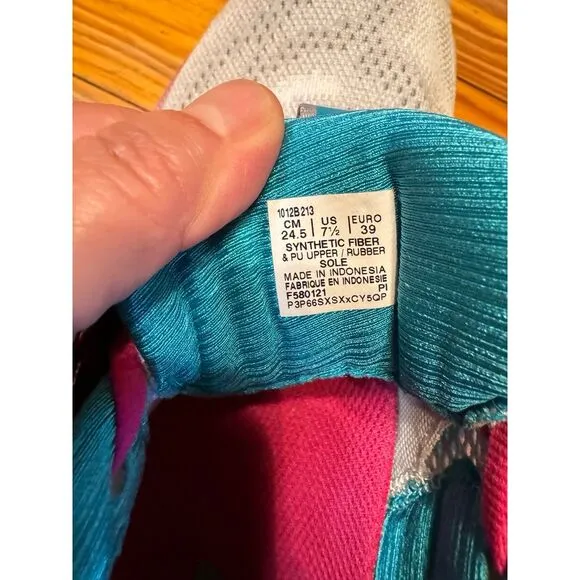 1012B213
CM | US | EURO
24.5 | 7½ | 39
SYNTHETIC FIBER
& PU UPPER / RUBBER
SOLE
MADE IN INDONESIA
FABRIQUE EN INDONESIE
F580121 PI
P3P66SXSXxCY5QP